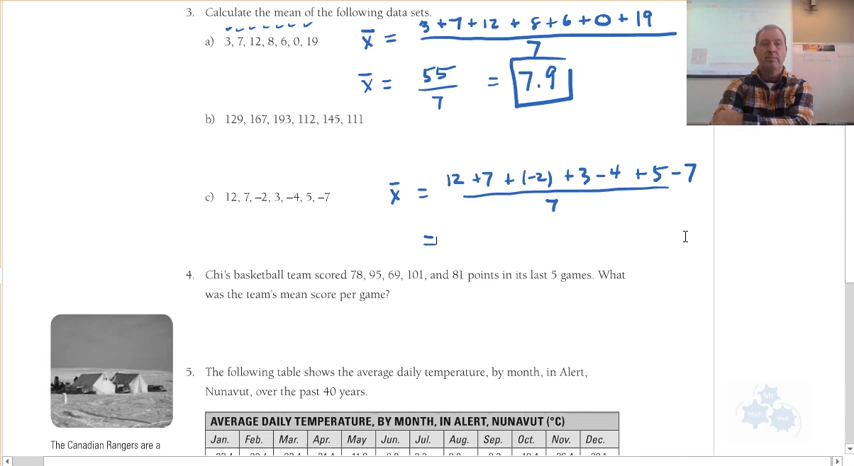 3. Calculate the mean of the following data sets.
a) 3, 7, 12, 8, 6, 0, 19
x̄ = 3 + 7 + 12 + 8 + 6 + 0 + 19
7
x̄ = 55 = 7.9
7
b) 129, 167, 193, 112, 145, 111
c) 12, 7, –2, 3, –4, 5, –7
x̄ = 12 + 7 + (-2) + 3 - 4 + 5 - 7
7
=
4. Chi's basketball team scored 78, 95, 69, 101, and 81 points in its last 5 games. What
was the team's mean score per game?
5. The following table shows the average daily temperature, by month, in Alert,
Nunavut, over the past 40 years.
AVERAGE DAILY TEMPERATURE, BY MONTH, IN ALERT, NUNAVUT (°C)
Jan. Feb. Mar. Apr. May Jun. Jul. Aug. Sep. Oct. Nov. Dec.
The Canadian Rangers are a